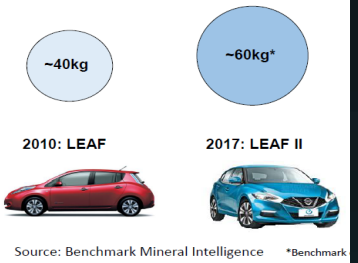 ~40kg
~60kg*
2010: LEAF
2017: LEAF II
Source: Benchmark Mineral Intelligence
*Benchmark